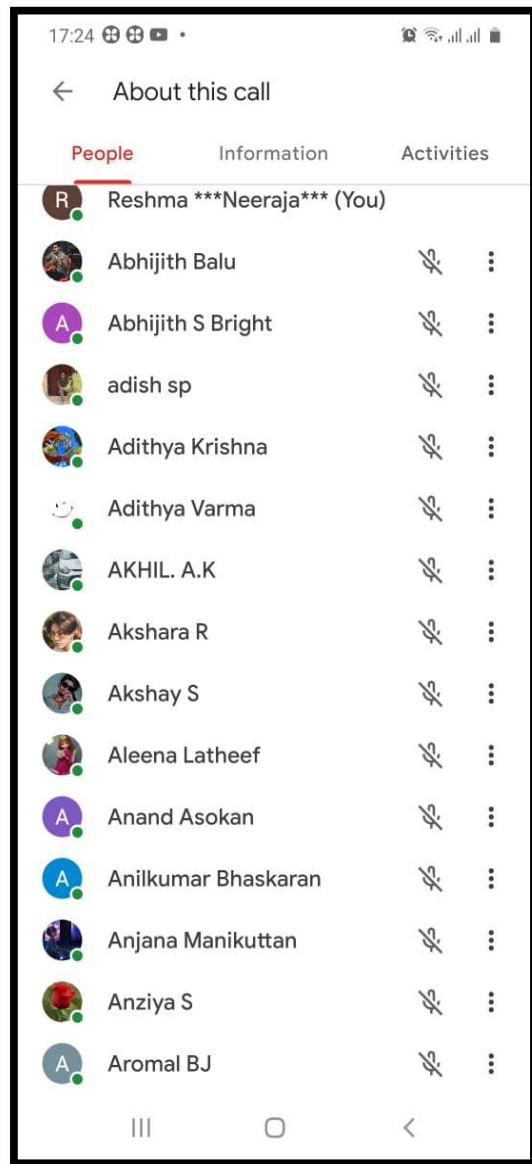 17:24
About this call
People Information Activities
R Reshma ***Neeraja*** (You)
Abhijith Balu
A Abhijith S Bright
adish sp
Adithya Krishna
Adithya Varma
AKHIL. A.K
Akshara R
Akshay S
Aleena Latheef
A Anand Asokan
A Anilkumar Bhaskaran
Anjana Manikuttan
Anziya S
A Aromal BJ